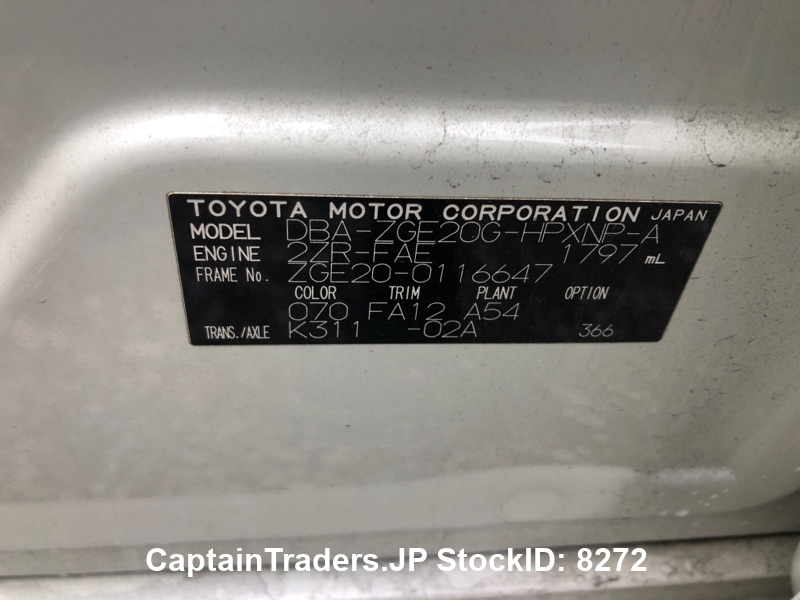 TOYOTA MOTOR CORPORATION JAPAN
MODEL DBA-ZGE20G-HPXNP-A
ENGINE 2ZR-FAE 1797 mL
FRAME No. ZGE20-0116647
COLOR TRIM PLANT OPTION
070 FA12 A54
TRANS./AXLE K311 -02A 366
CaptainTraders.JP StockID: 8272